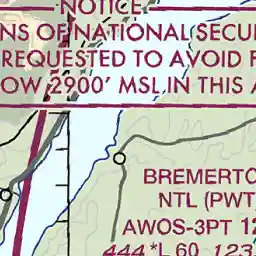 NOTICE
NS OF NATIONAL SECUR
REQUESTED TO AVOID F
OW 2900' MSL IN THIS A
BREMERTO
NTL (PWT
AWOS-3PT 12
444 *L 60 123